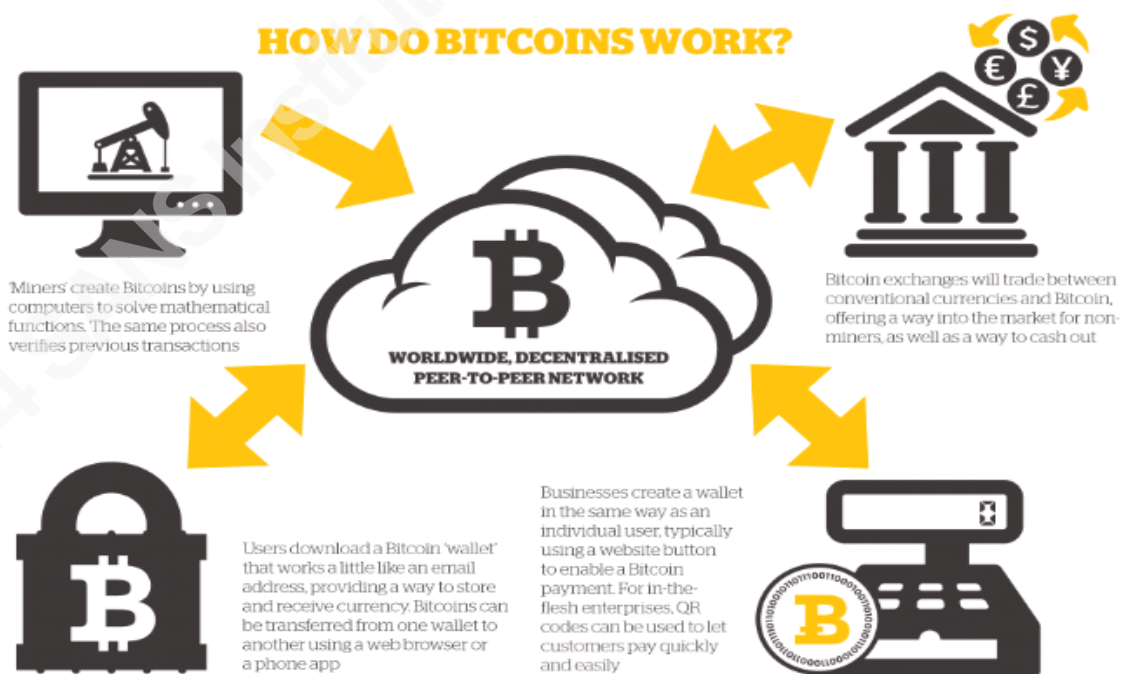 HOW DO BITCOINS WORK?
'Miners' create Bitcoins by using
computers to solve mathematical
functions. The same process also
verifies previous transactions
WORLDWIDE, DECENTRALISED
PEER-TO-PEER NETWORK
$
€
¥
£
Bitcoin exchanges will trade between
conventional currencies and Bitcoin,
offering a way into the market for non-
miners, as well as a way to cash out
Users download a Bitcoin 'wallet'
that works a little like an email
address, providing a way to store
and receive currency. Bitcoins can
be transferred from one wallet to
another using a web browser or
a phone app
Businesses create a wallet
in the same way as an
individual user, typically
using a website button
to enable a Bitcoin
payment. For in-the-
flesh enterprises, QR
codes can be used to let
customers pay quickly
and easily
0
4 SANS Institu